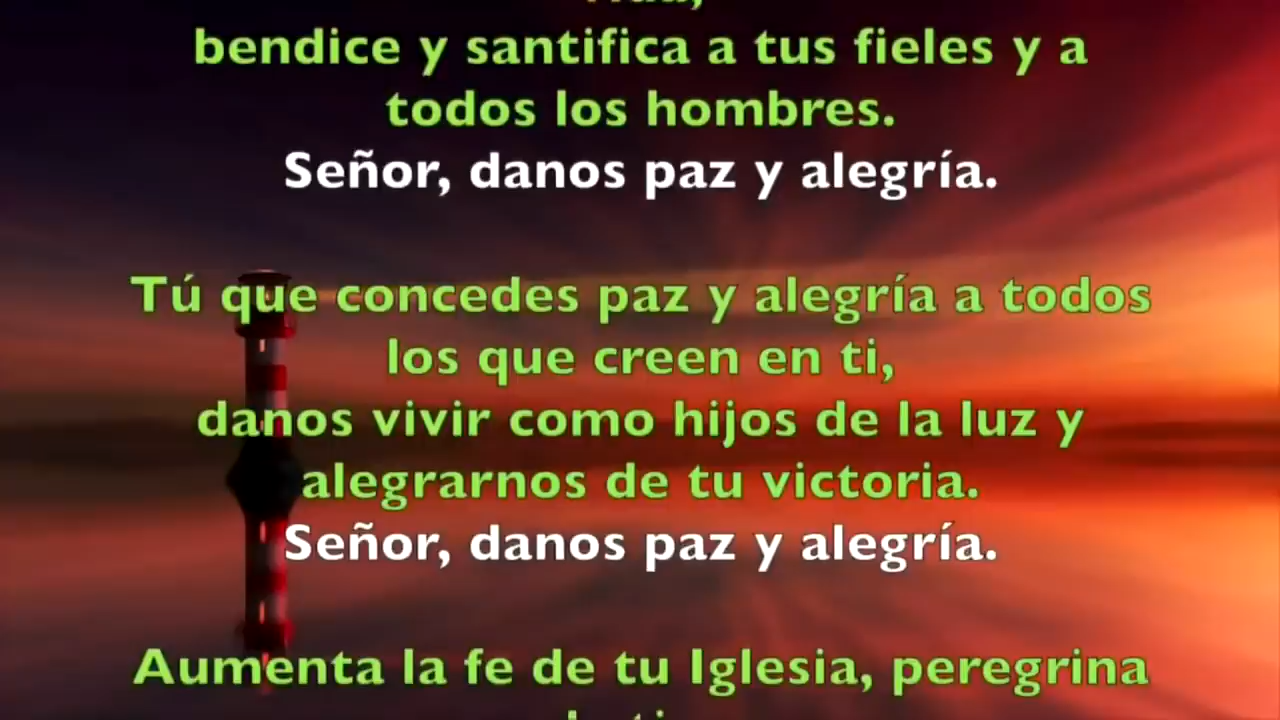 bendice y santifica a tus fieles y a
todos los hombres.
Señor, danos paz y alegría.
Tú que concedes paz y alegría a todos
los que creen en ti,
danos vivir como hijos de la luz y
alegrarnos de tu victoria.
Señor, danos paz y alegría.
Aumenta la fe de tu Iglesia, peregrina